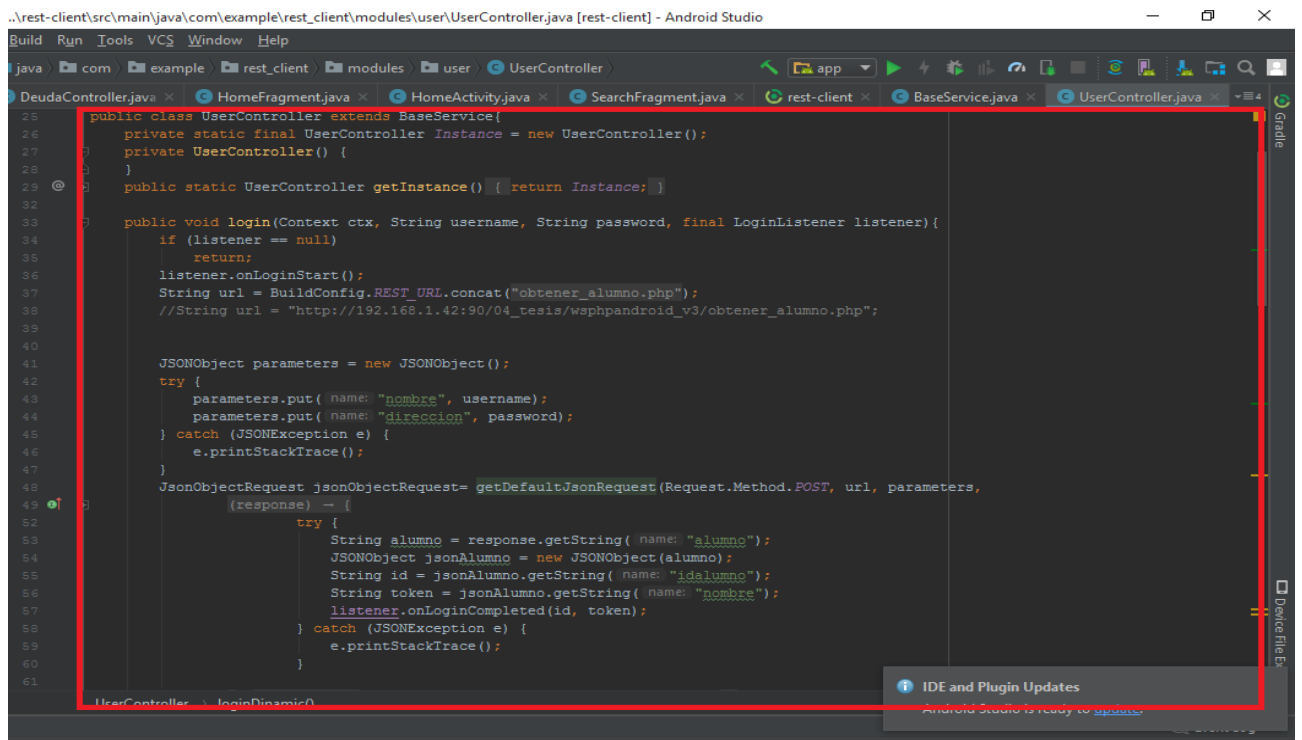 ..\rest-client\src\main\java\com\example\rest_client\modules\user\UserController.java [rest-client] - Android Studio
Build Run Tools VCS Window Help
java com example rest_client modules user UserController app
DeudaController.java HomeFragment.java HomeActivity.java SearchFragment.java rest-client BaseService.java UserController.java
Gradle
25 public class UserController extends BaseService{
26 private static final UserController Instance = new UserController();
27 private UserController() {
28 }
29 @ public static UserController getInstance() { return Instance; }
32
33 public void login(Context ctx, String username, String password, final LoginListener listener){
34 if (listener == null)
35 return;
36 listener.onLoginStart();
37 String url = BuildConfig.REST_URL.concat("obtener_alumno.php");
38 //String url = "http://192.168.1.42:90/04_tesis/wsphpandroid_v3/obtener_alumno.php";
39
40
41 JSONObject parameters = new JSONObject();
42 try {
43 parameters.put( name: "nombre", username);
44 parameters.put( name: "direccion", password);
45 } catch (JSONException e) {
46 e.printStackTrace();
47 }
48 JsonObjectRequest jsonObjectRequest= getDefaultJsonRequest(Request.Method.POST, url, parameters,
49 (response) → {
52 try {
53 String alumno = response.getString( name: "alumno");
54 JSONObject jsonAlumno = new JSONObject(alumno);
55 String id = jsonAlumno.getString( name: "idalumno");
56 String token = jsonAlumno.getString( name: "nombre");
57 listener.onLoginCompleted(id, token);
58 } catch (JSONException e) {
59 e.printStackTrace();
60 }
61
Device File Ex
IDE and Plugin Updates
Android Studio is ready to update.
UserController > loginDinamic()
Event Log